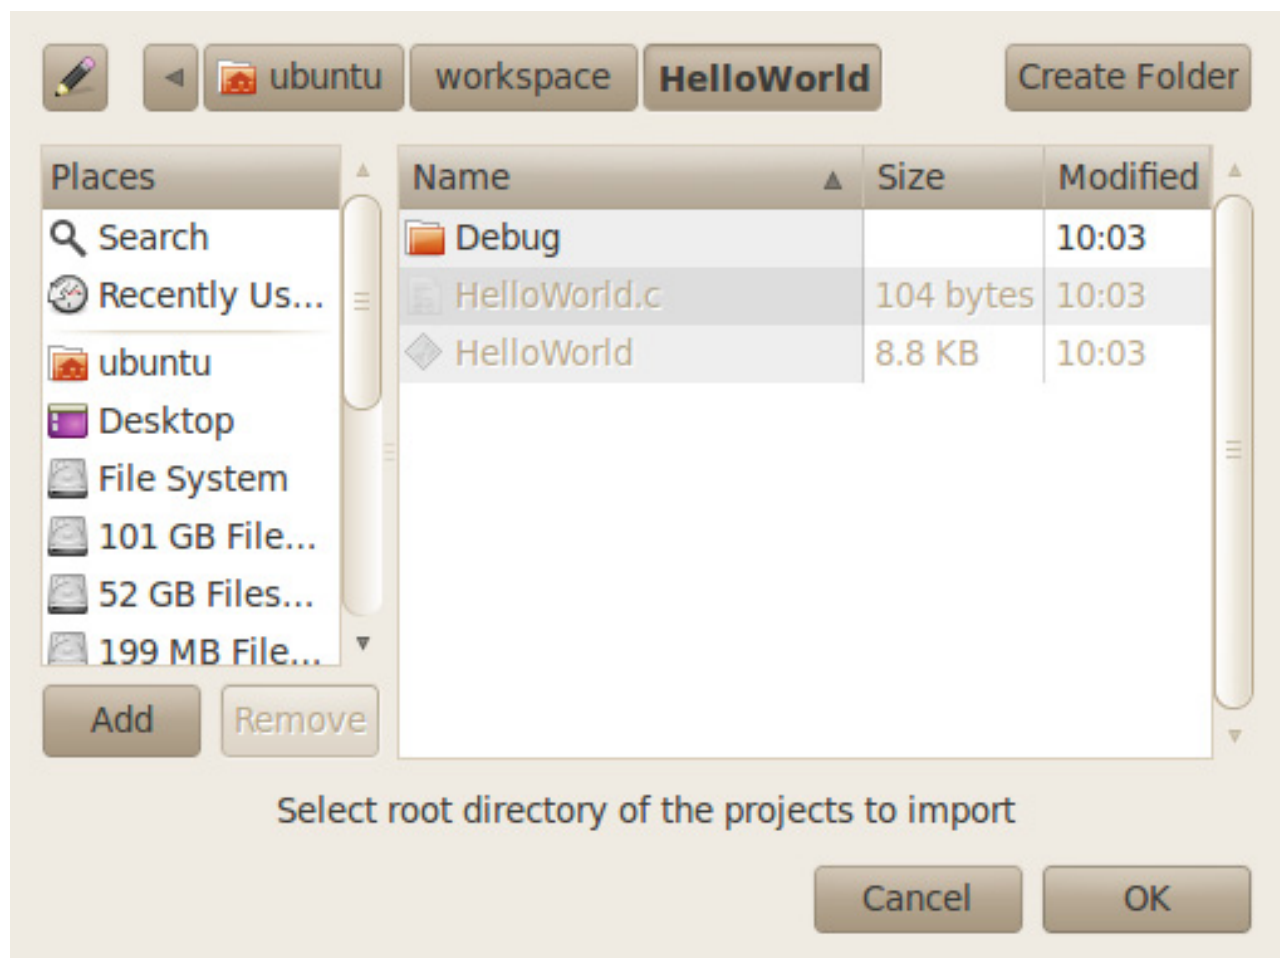 ubuntu workspace HelloWorld Create Folder
Places
Search
Recently Us...
ubuntu
Desktop
File System
101 GB File...
52 GB Files...
199 MB File...
Add Remove
Name Size Modified
Debug 10:03
HelloWorld.c 104 bytes 10:03
HelloWorld 8.8 KB 10:03
Select root directory of the projects to import
Cancel OK